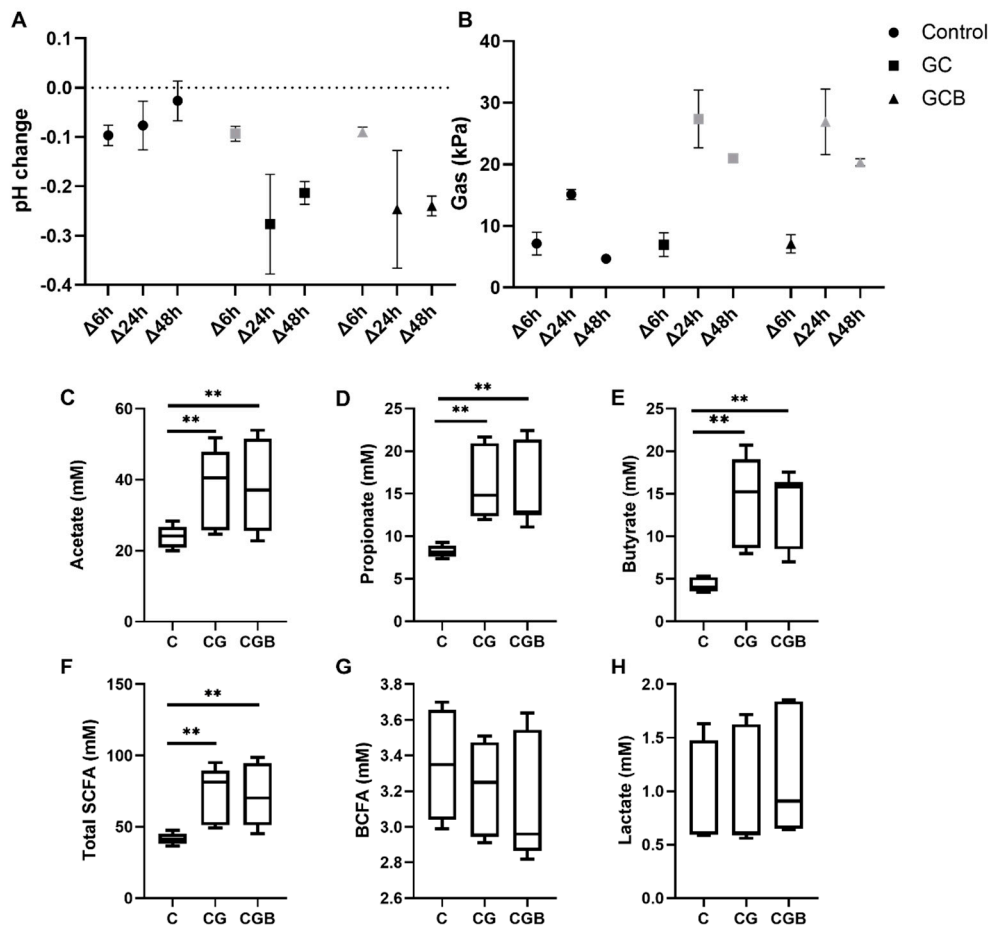 A
pH change
0.1
0.0
-0.1
-0.2
-0.3
-0.4
Δ6h Δ24h Δ48h Δ6h Δ24h Δ48h Δ6h Δ24h Δ48h
B
Gas (kPa)
40
30
20
10
0
Δ6h Δ24h Δ48h Δ6h Δ24h Δ48h Δ6h Δ24h Δ48h
Control
GC
GCB
C
Acetate (mM)
60
40
20
0
**
**
C CG CGB
D
Propionate (mM)
25
20
15
10
5
0
**
**
C CG CGB
E
Butyrate (mM)
25
20
15
10
5
0
**
**
C CG CGB
F
Total SCFA (mM)
150
100
50
0
**
**
C CG CGB
G
BCFA (mM)
3.8
3.6
3.4
3.2
3.0
2.8
2.6
C CG CGB
H
Lactate (mM)
2.0
1.5
1.0
0.5
0.0
C CG CGB